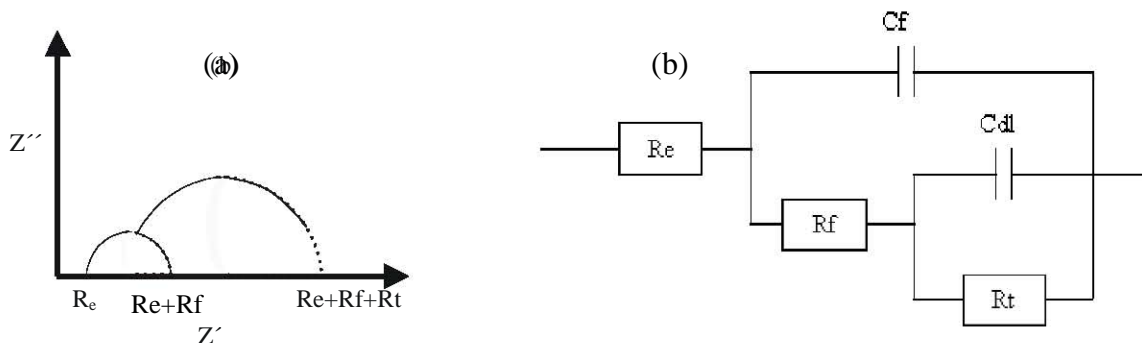 (a)
Z´´
Re
Re+Rf
Re+Rf+Rt
Z´
(b)
Cf
Cdl
Re
Rf
Rt